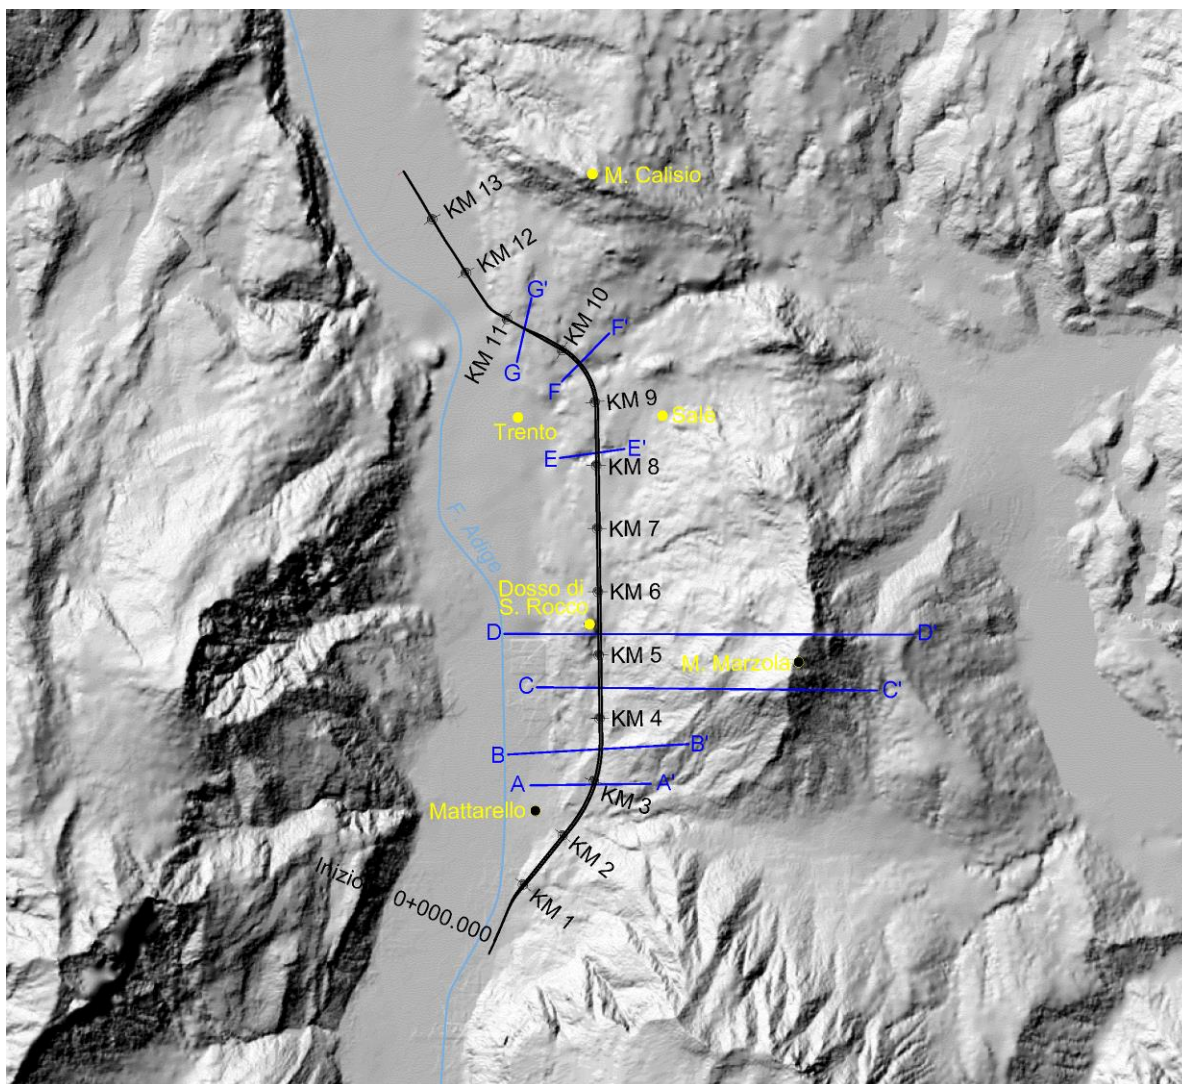 M. Calisio
KM 13
KM 12
G'
KM 10
F'
KM 11
G
F
KM 9
Salè
Trento
E
E'
KM 8
F. Adige
KM 7
Dosso di
S. Rocco
KM 6
D
D'
KM 5
M. Marzola
C
C'
KM 4
B
B'
A
A'
KM 3
Mattarello
KM 2
Inizio
0+000.000
KM 1